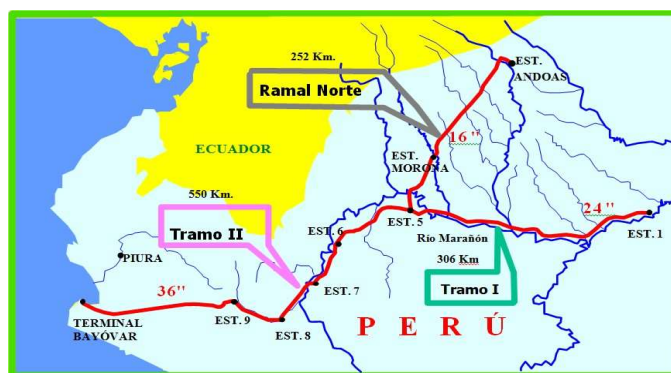 252 Km.
EST.
ANDOAS
Ramal Norte
16"
ECUADOR
EST.
MORONA
550 Km.
24"
Tramo II
EST. 5
EST. 1
EST. 6
Río Marañón
306 Km
PIURA
EST. 7
Tramo I
36"
TERMINAL
BAYÓVAR
EST. 9
EST. 8
PERÚ